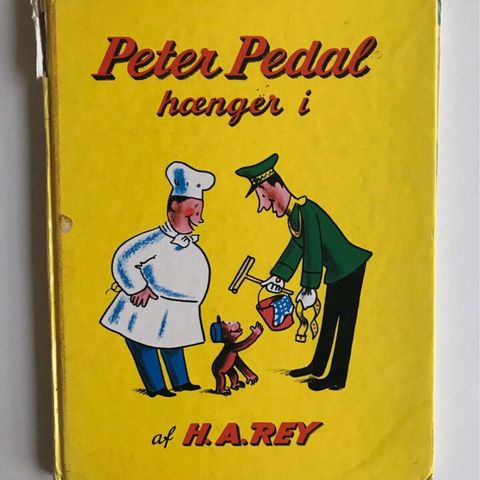 Peter Pedal
hænger i
af H.A.REY